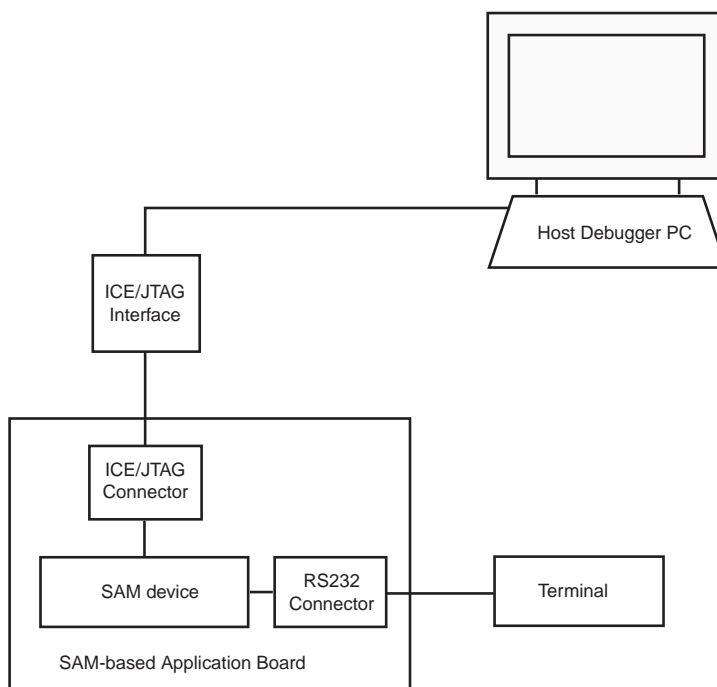 Host Debugger PC
ICE/JTAG
Interface
ICE/JTAG
Connector
SAM device
RS232
Connector
Terminal
SAM-based Application Board